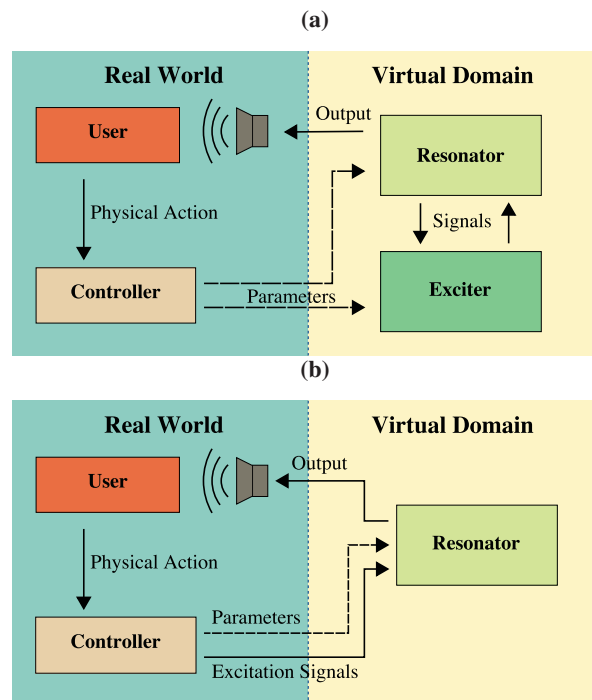 (a)
Real World
Virtual Domain
User
Output
Resonator
Physical Action
Signals
Controller
Parameters
Exciter
(b)
Real World
Virtual Domain
User
Output
Resonator
Physical Action
Parameters
Controller
Excitation Signals